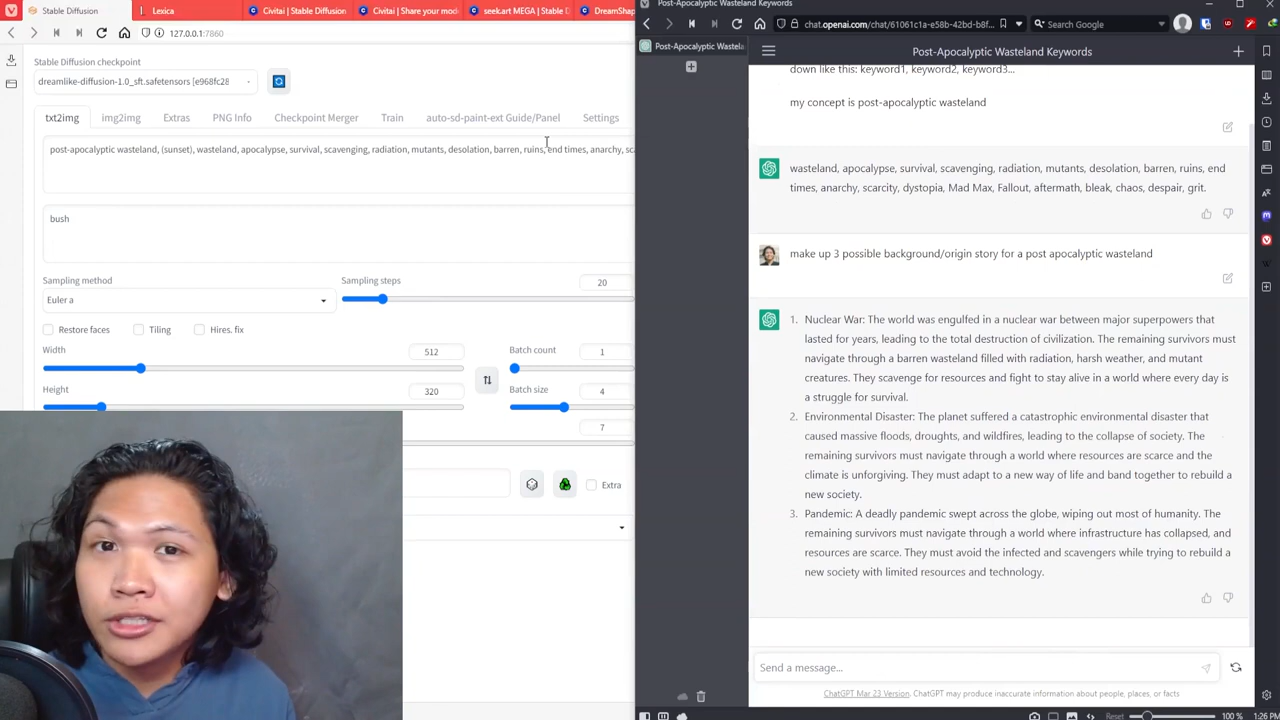 Stable Diffusion
Lexica
Civitai | Stable Diffusion
Civitai | Share your mode
seek.art MEGA | Stable D
DreamShap
127.0.0.1:7860
Stable Diffusion checkpoint
dreamlike-diffusion-1.0_sft.safetensors [e968fc28
txt2img
img2img
Extras
PNG Info
Checkpoint Merger
Train
auto-sd-paint-ext Guide/Panel
Settings
post-apocalyptic wasteland, (sunset), wasteland, apocalypse, survival, scavenging, radiation, mutants, desolation, barren, ruins, end times, anarchy, sca
bush
Sampling method
Sampling steps
20
Euler a
Restore faces
Tiling
Hires. fix
Width
512
Batch count
1
Height
320
Batch size
4
7
Extra
Post-Apocalyptic Wasteland Keywords
chat.openai.com/chat/61061c1a-e58b-42bd-b8f...
Search Google
Post-Apocalyptic Wastela
Post-Apocalyptic Wasteland Keywords
down like this: keyword1, keyword2, keyword3...
my concept is post-apocalyptic wasteland
wasteland, apocalypse, survival, scavenging, radiation, mutants, desolation, barren, ruins, end
times, anarchy, scarcity, dystopia, Mad Max, Fallout, aftermath, bleak, chaos, despair, grit.
make up 3 possible background/origin story for a post apocalyptic wasteland
1. Nuclear War: The world was engulfed in a nuclear war between major superpowers that
lasted for years, leading to the total destruction of civilization. The remaining survivors must
navigate through a barren wasteland filled with radiation, harsh weather, and mutant
creatures. They scavenge for resources and fight to stay alive in a world where every day is
a struggle for survival.
2. Environmental Disaster: The planet suffered a catastrophic environmental disaster that
caused massive floods, droughts, and wildfires, leading to the collapse of society. The
remaining survivors must navigate through a world where resources are scarce and the
climate is unforgiving. They must adapt to a new way of life and band together to rebuild a
new society.
3. Pandemic: A deadly pandemic swept across the globe, wiping out most of humanity. The
remaining survivors must navigate through a world where infrastructure has collapsed, and
resources are scarce. They must avoid the infected and scavengers while trying to rebuild a
new society with limited resources and technology.
Send a message...
ChatGPT Mar 23 Version. ChatGPT may produce inaccurate information about people, places, or facts
Reset
100 %
1:26 PM